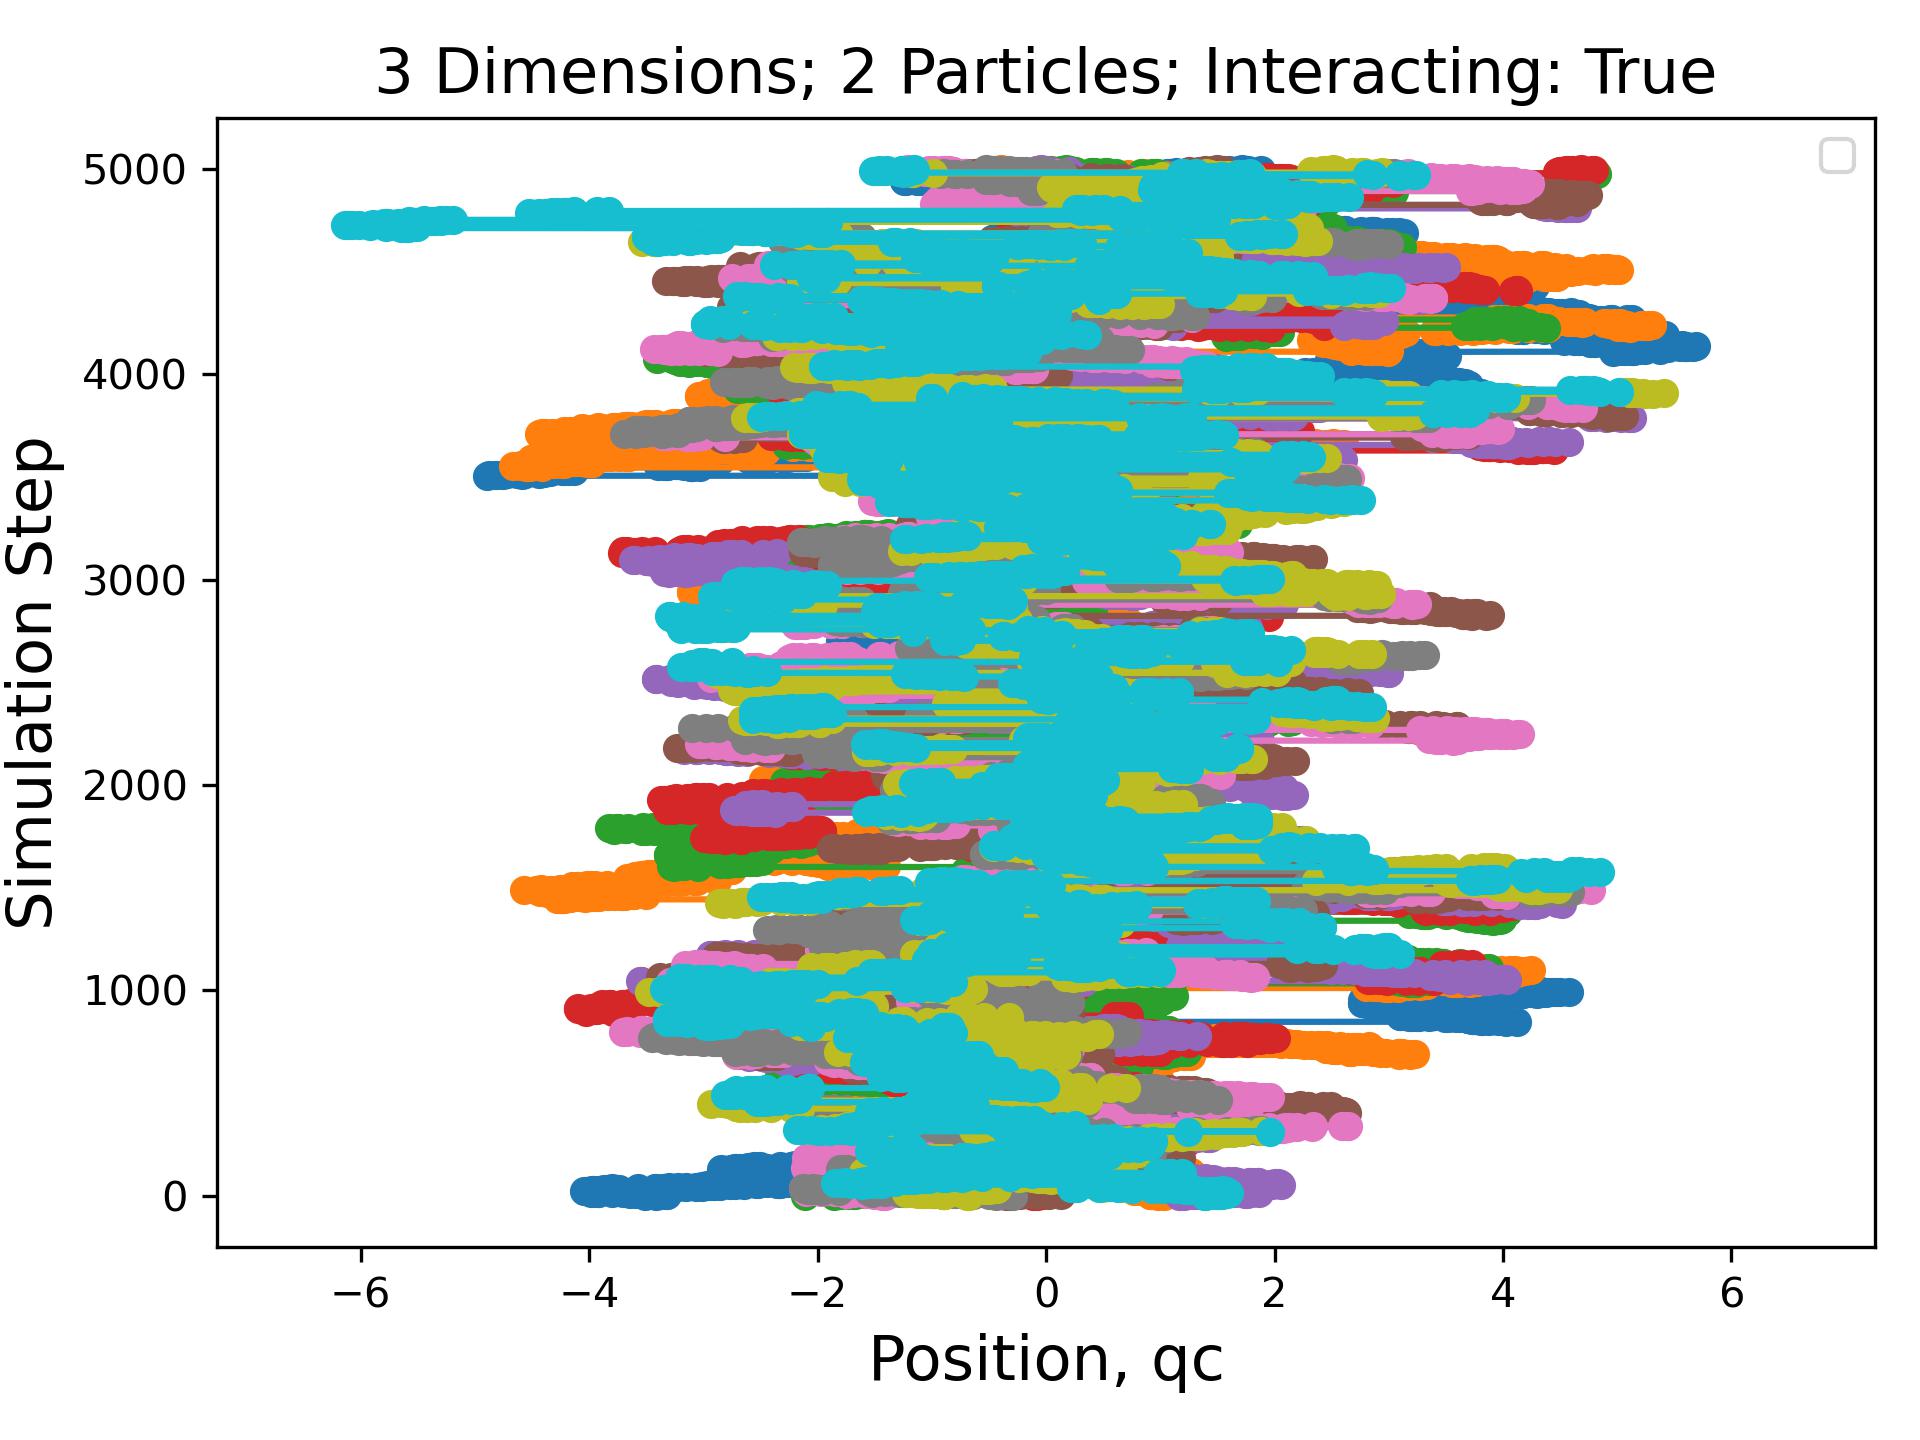 3 Dimensions; 2 Particles; Interacting: True
Simulation Step
5000
4000
3000
2000
1000
0
−6 −4 −2 0 2 4 6
Position, qc